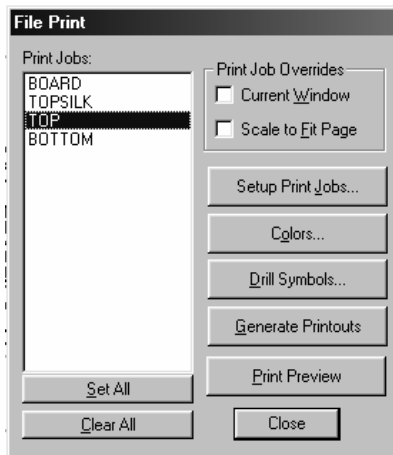 File Print
Print Jobs:
BOARD
TOPSILK
TOP
BOTTOM
Set All
Clear All
Print Job Overrides
Current Window
Scale to Fit Page
Setup Print Jobs...
Colors...
Drill Symbols...
Generate Printouts
Print Preview
Close